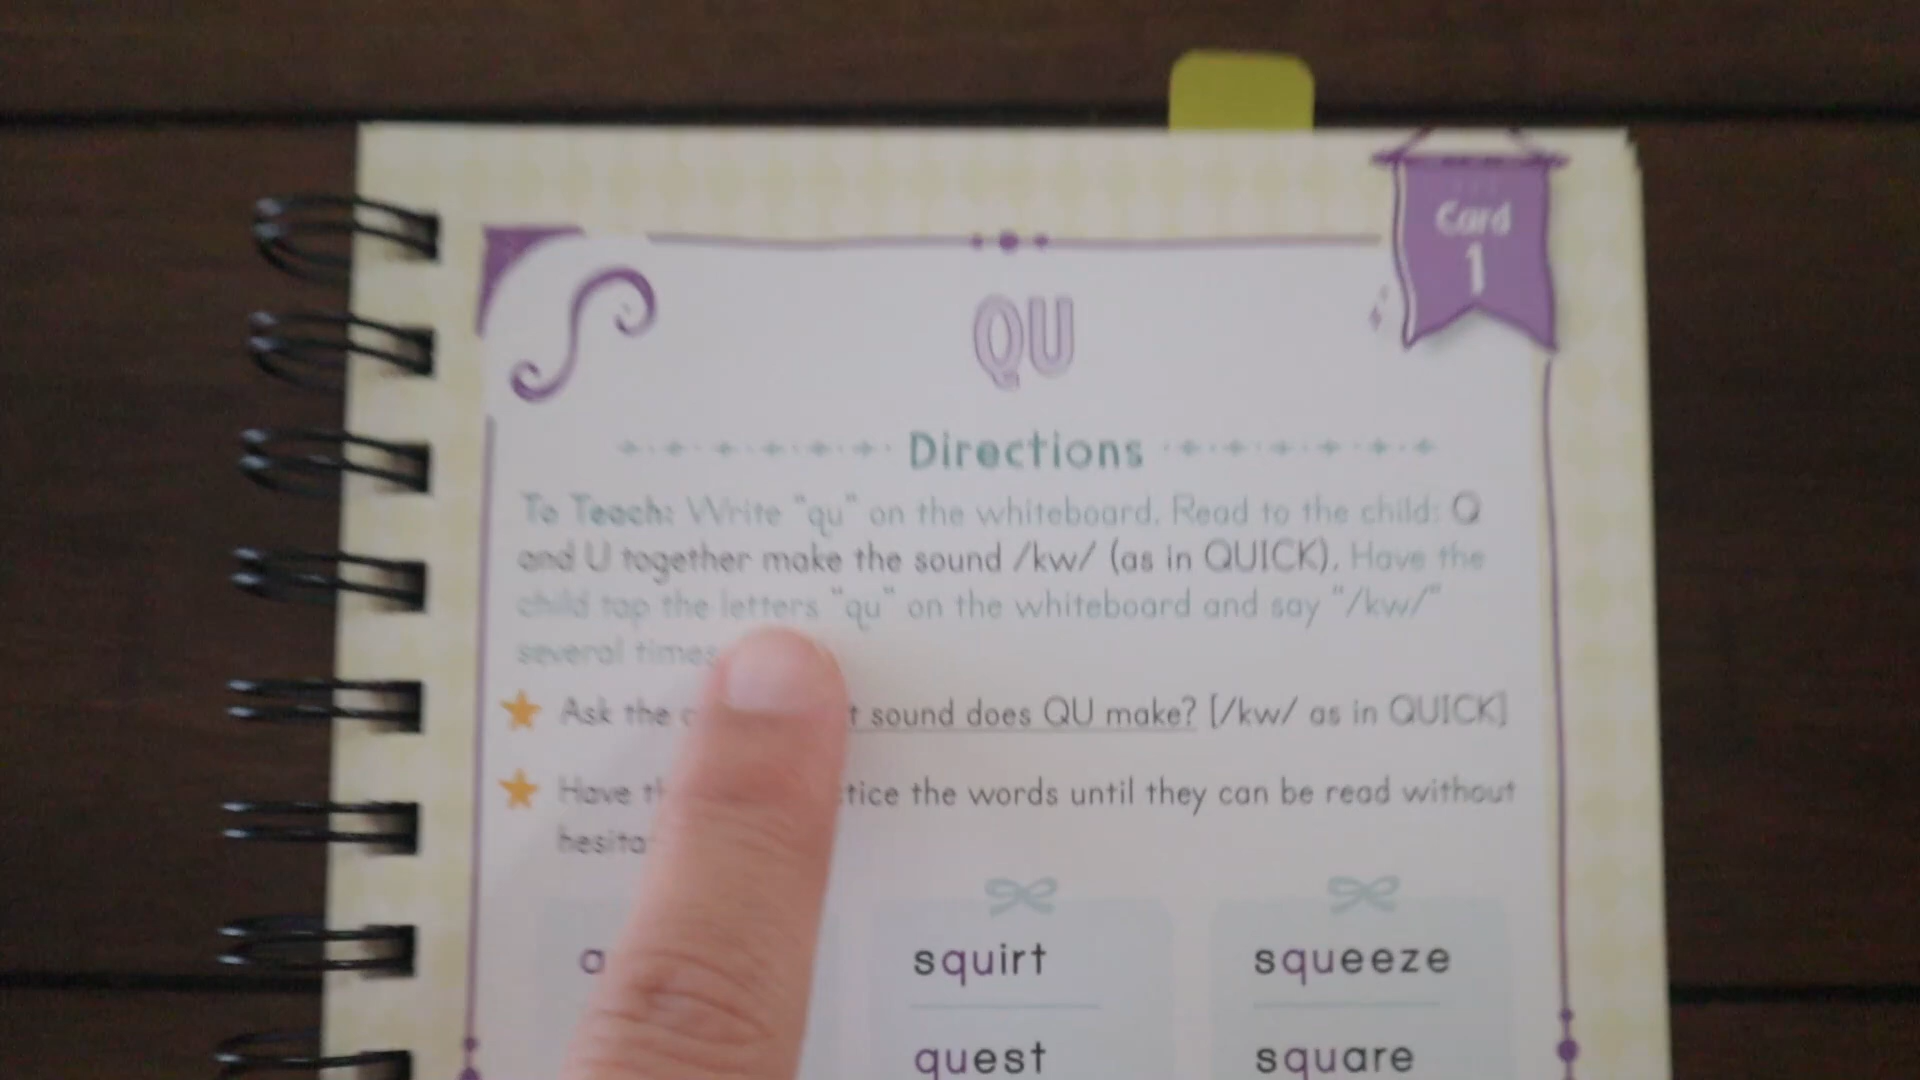 Card
1
QU
Directions
To Teach: Write "qu" on the whiteboard. Read to the child: Q
and U together make the sound /kw/ (as in QUICK). Have the
child tap the letters "qu" on the whiteboard and say "/kw/"
several times
Ask the sound does QU make? [/kw/ as in QUICK]
Have the words until they can be read without
squirt
squeeze
quest
square